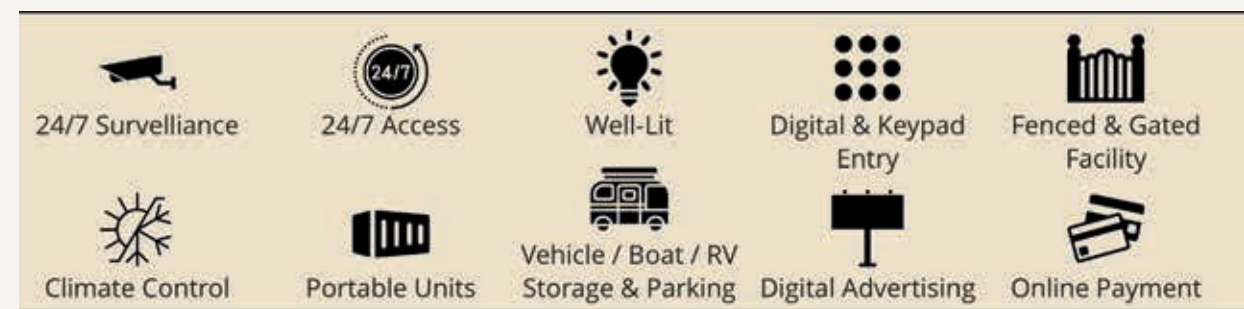 24/7
24/7 Survelliance
24/7 Access
Well-Lit
Digital & Keypad
Entry
Fenced & Gated
Facility
Climate Control
Portable Units
Vehicle / Boat / RV
Storage & Parking
Digital Advertising
Online Payment